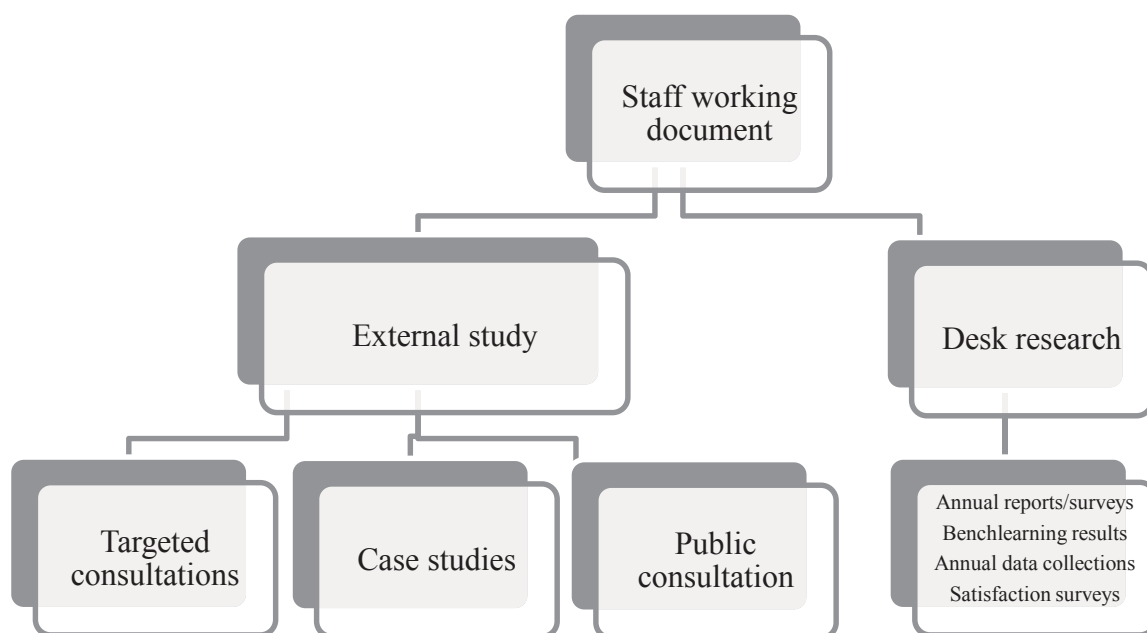 Staff working
document
External study
Desk research
Targeted
consultations
Case studies
Public
consultation
Annual reports/surveys
Benchlearning results
Annual data collections
Satisfaction surveys